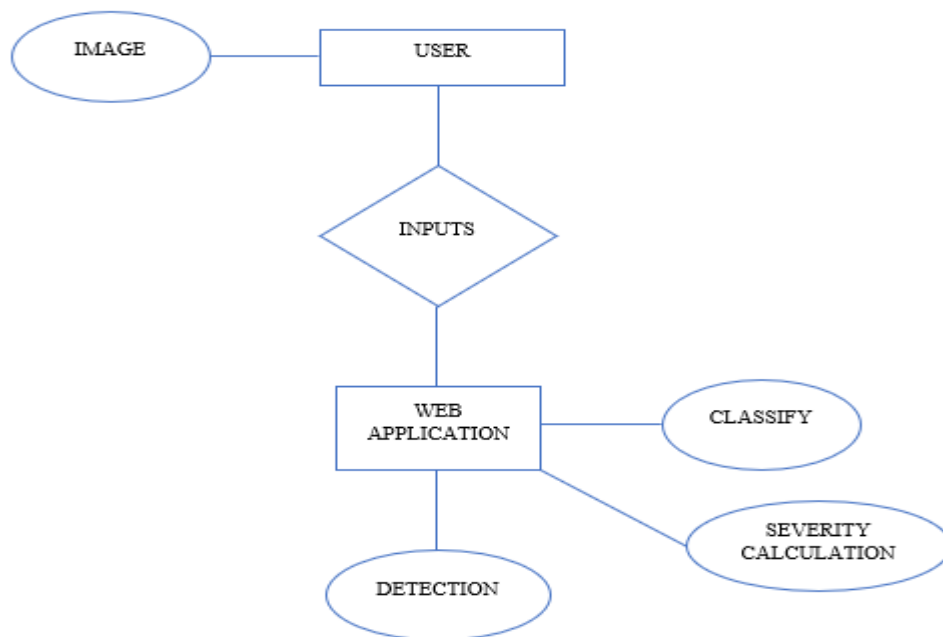 IMAGE
USER
INPUTS
WEB
APPLICATION
CLASSIFY
SEVERITY
CALCULATION
DETECTION